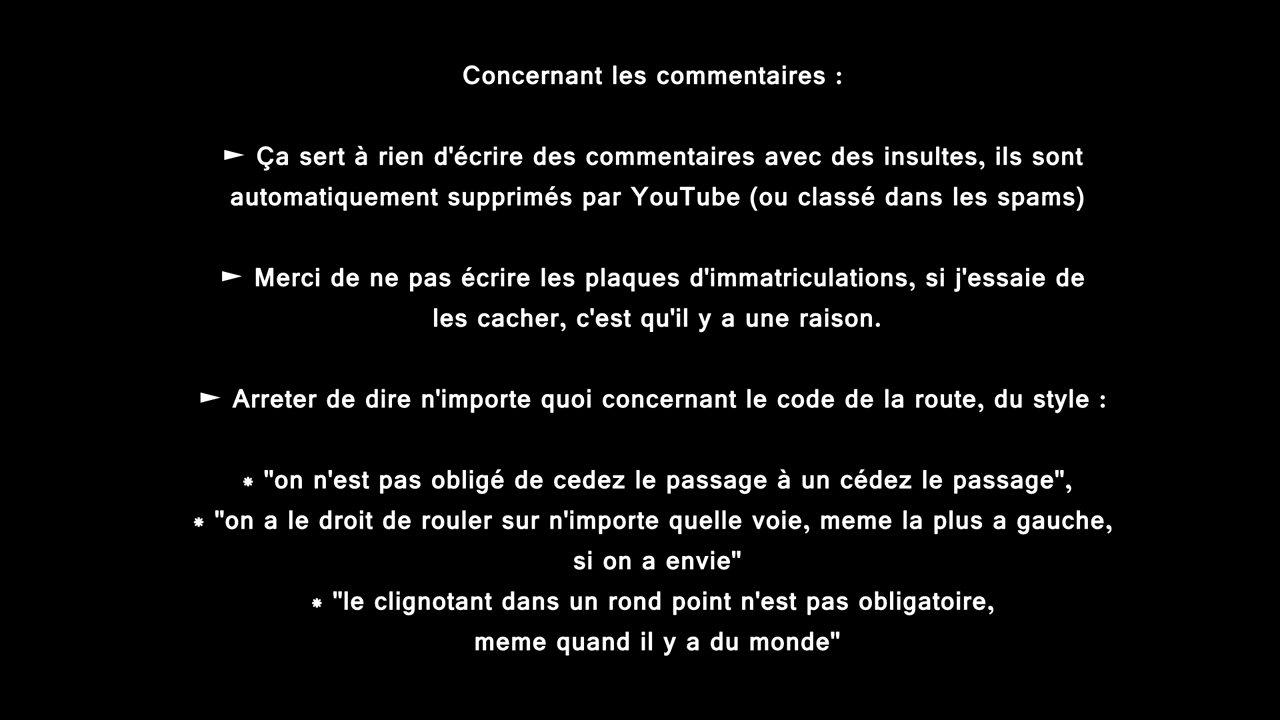 Concernant les commentaires :
► Ça sert à rien d'écrire des commentaires avec des insultes, ils sont
automatiquement supprimés par YouTube (ou classé dans les spams)
► Merci de ne pas écrire les plaques d'immatriculations, si j'essaie de
les cacher, c'est qu'il y a une raison.
► Arreter de dire n'importe quoi concernant le code de la route, du style :
* "on n'est pas obligé de cedez le passage à un cédez le passage",
* "on a le droit de rouler sur n'importe quelle voie, meme la plus a gauche,
si on a envie"
* "le clignotant dans un rond point n'est pas obligatoire,
meme quand il y a du monde"